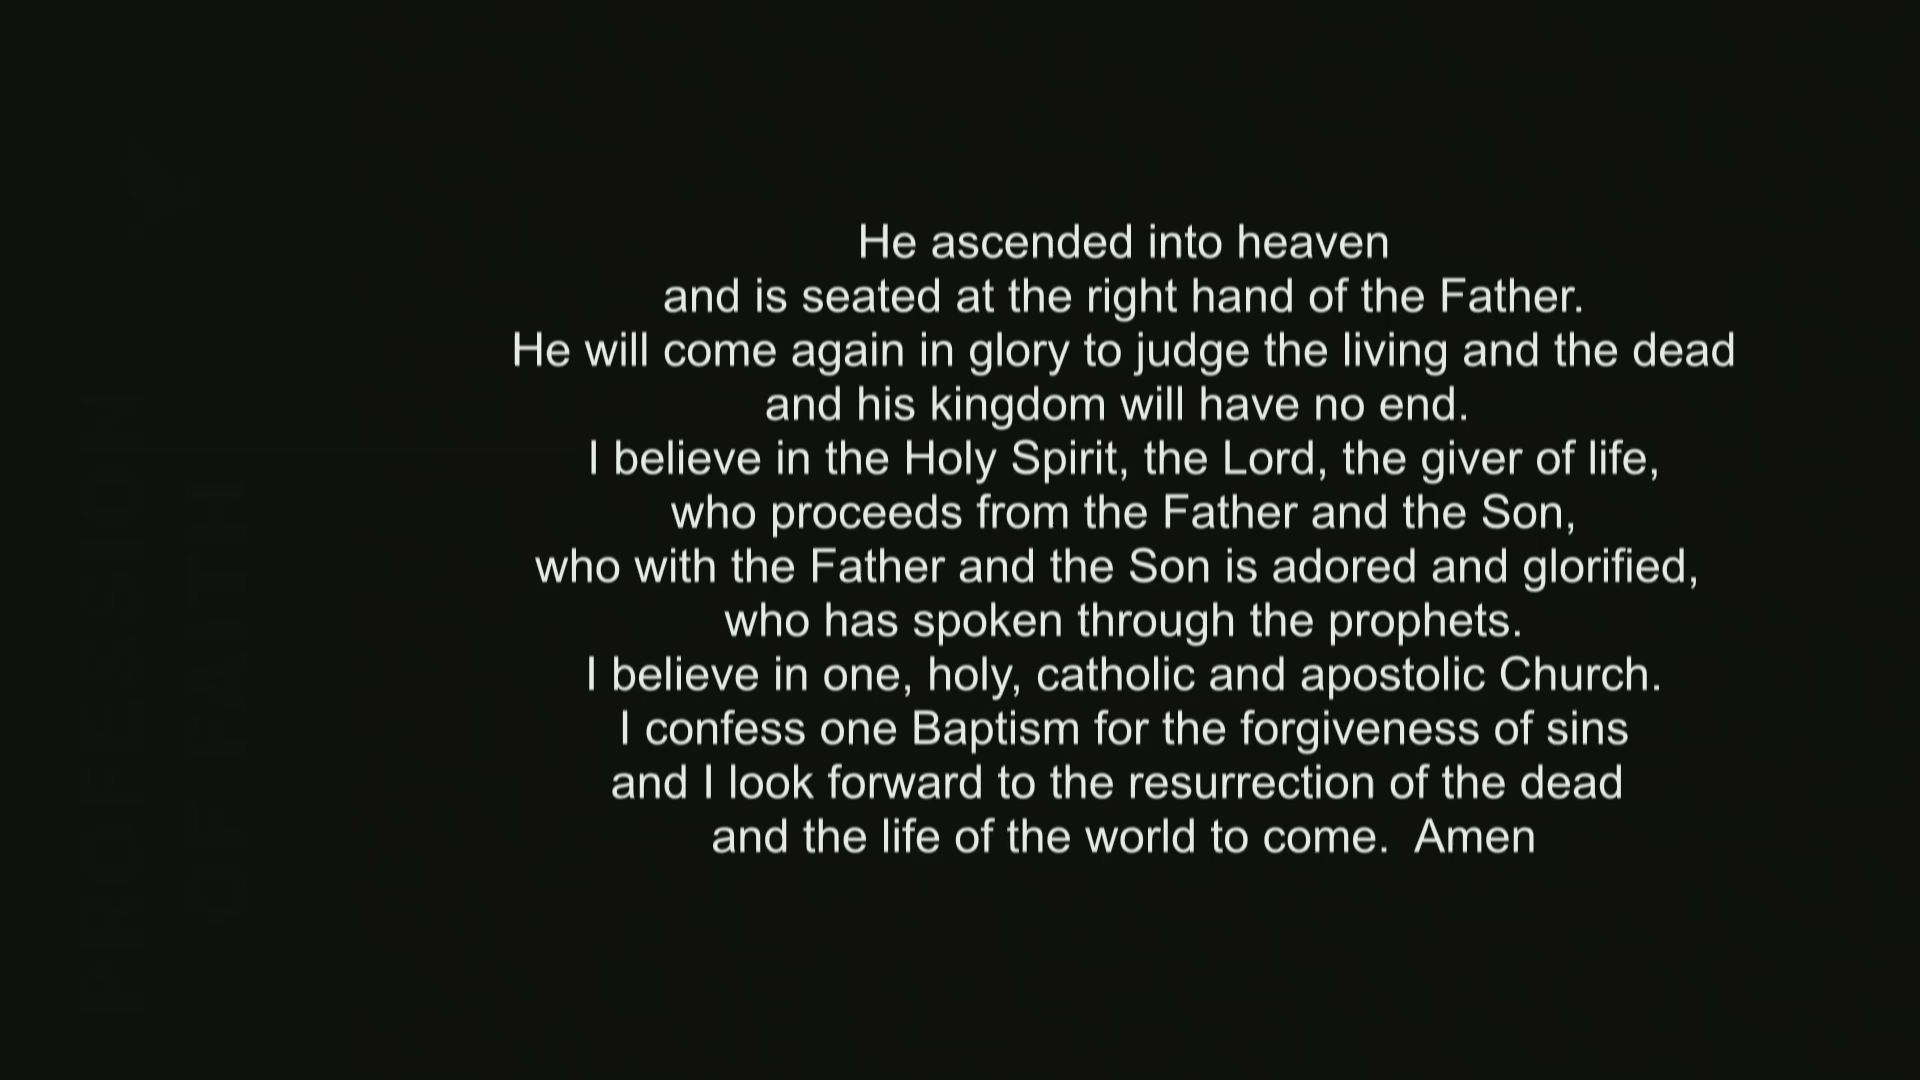 PROFESSION
OF FAITH
He ascended into heaven
and is seated at the right hand of the Father.
He will come again in glory to judge the living and the dead
and his kingdom will have no end.
I believe in the Holy Spirit, the Lord, the giver of life,
who proceeds from the Father and the Son,
who with the Father and the Son is adored and glorified,
who has spoken through the prophets.
I believe in one, holy, catholic and apostolic Church.
I confess one Baptism for the forgiveness of sins
and I look forward to the resurrection of the dead
and the life of the world to come.  Amen